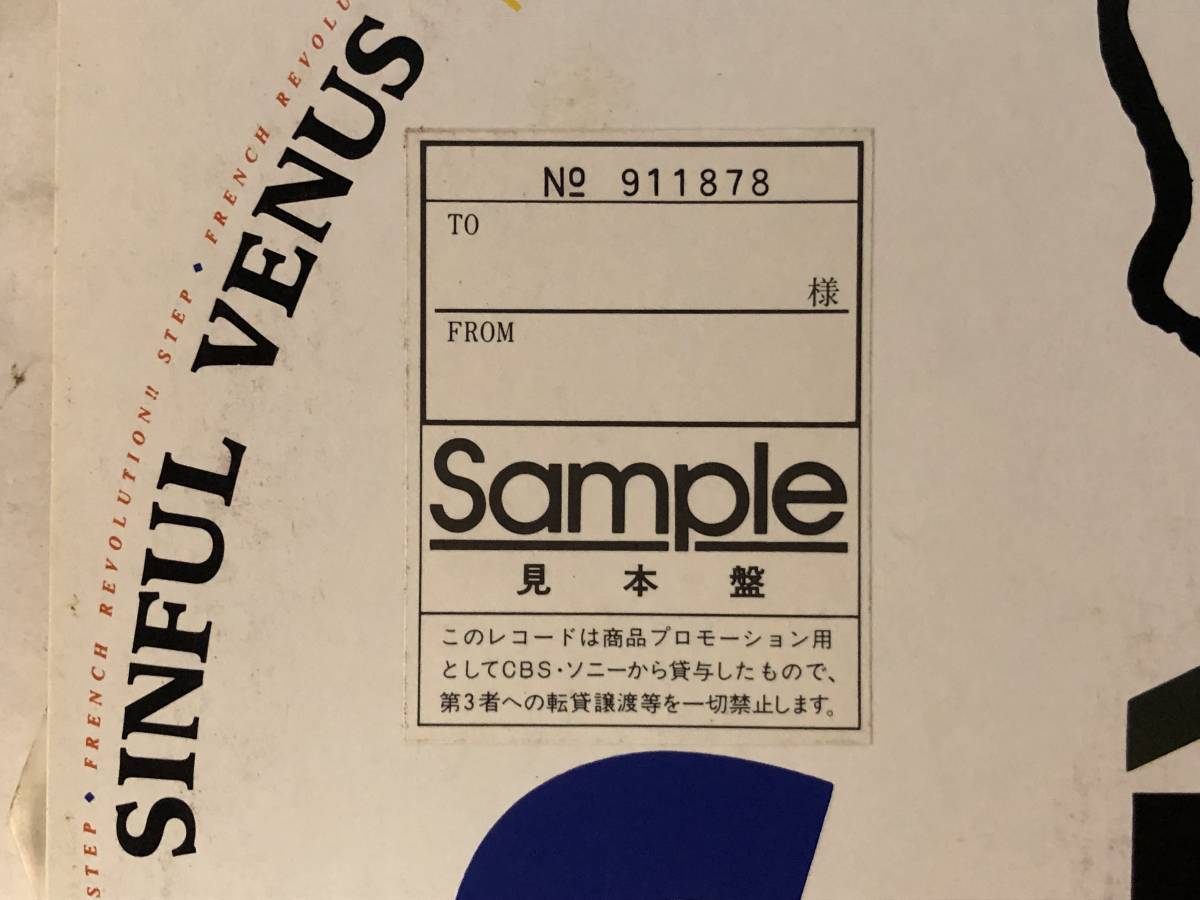 SINFUL VENUS
STEP ◆ FRENCH REVOLUTION!! STEP ◆ FRENCH REVOLU
№ 911878
TO
様
FROM
Sample
見本盤
このレコードは商品プロモーション用
としてCBS・ソニーから貸与したもので、
第3者への転貸譲渡等を一切禁止します。